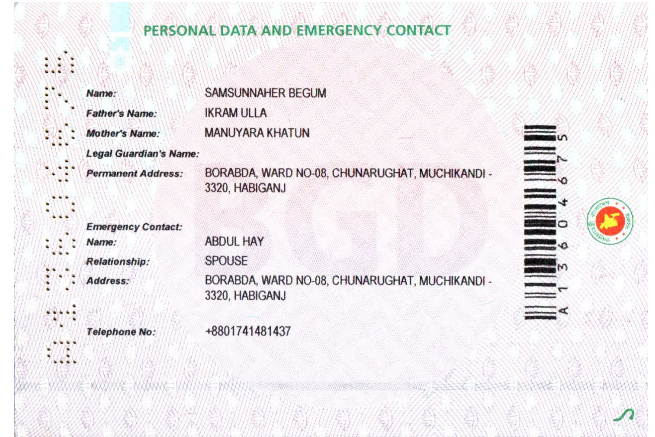 PERSONAL DATA AND EMERGENCY CONTACT
Name: SAMSUNNAHER BEGUM
Father's Name: IKRAM ULLA
Mother's Name: MANUYARA KHATUN
Legal Guardian's Name:
Permanent Address: BORABDA, WARD NO-08, CHUNARUGHAT, MUCHIKANDI -
3320, HABIGANJ
Emergency Contact:
Name: ABDUL HAY
Relationship: SPOUSE
Address: BORABDA, WARD NO-08, CHUNARUGHAT, MUCHIKANDI -
3320, HABIGANJ
Telephone No: +8801741481437
A13604675
A13604675